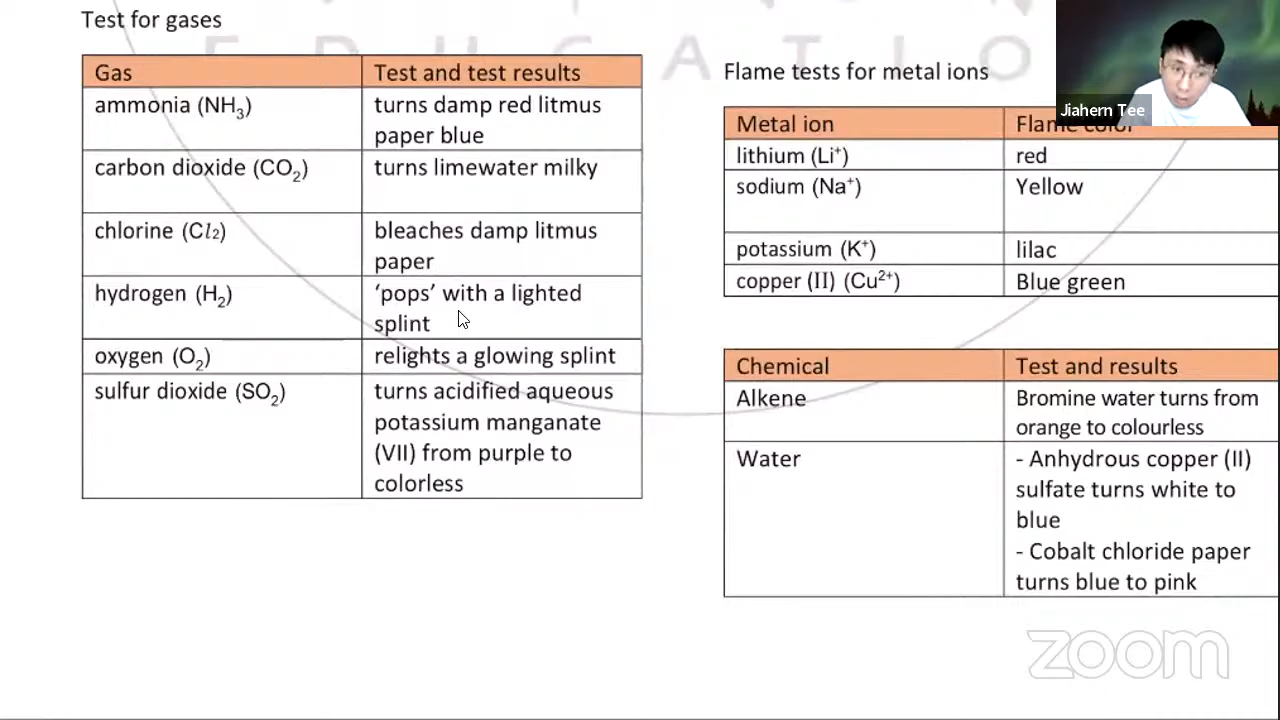 Test for gases
E D U C A T I O
Gas Test and test results
ammonia (NH₃) turns damp red litmus
paper blue
carbon dioxide (CO₂) turns limewater milky
chlorine (Cl₂) bleaches damp litmus
paper
hydrogen (H₂) ‘pops’ with a lighted
splint
oxygen (O₂) relights a glowing splint
sulfur dioxide (SO₂) turns acidified aqueous
potassium manganate
(VII) from purple to
colorless
Flame tests for metal ions
Jiahern Tee
Metal ion Flame color
lithium (Li⁺) red
sodium (Na⁺) Yellow
potassium (K⁺) lilac
copper (II) (Cu²⁺) Blue green
Chemical Test and results
Alkene Bromine water turns from
orange to colourless
Water - Anhydrous copper (II)
sulfate turns white to
blue
- Cobalt chloride paper
turns blue to pink
zoom